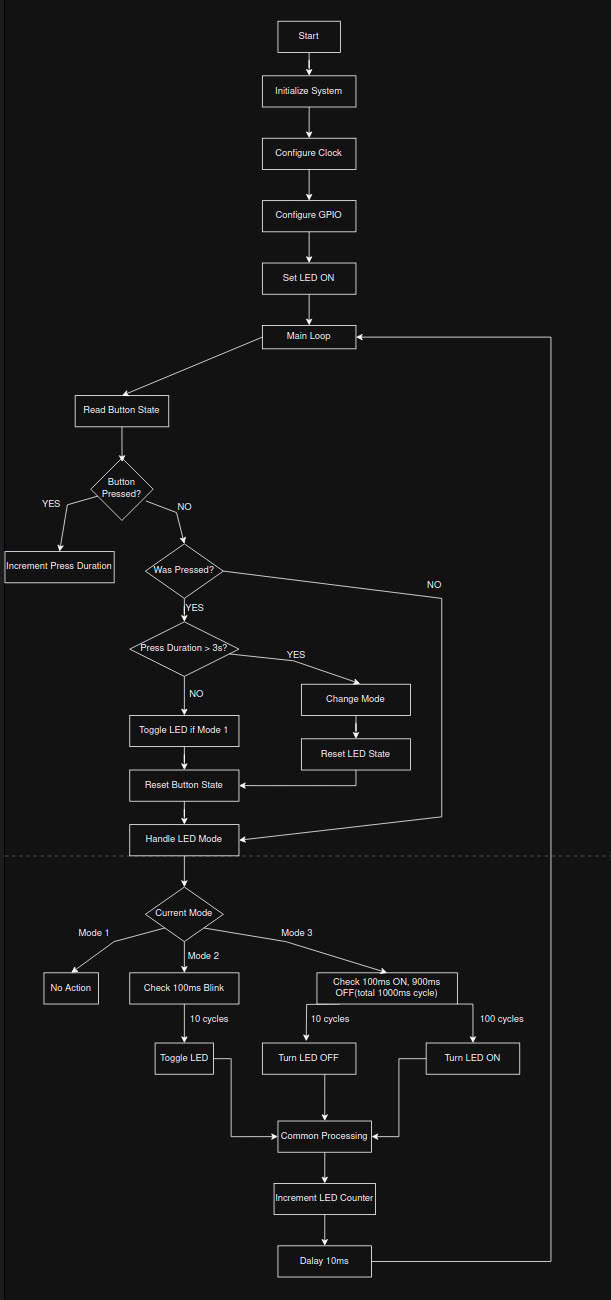 Start
Initialize System
Configure Clock
Configure GPIO
Set LED ON
Main Loop
Read Button State
Button
Pressed?
YES
NO
Increment Press Duration
Was Pressed?
NO
YES
Press Duration > 3s?
YES
NO
Change Mode
Toggle LED if Mode 1
Reset LED State
Reset Button State
Handle LED Mode
Current Mode
Mode 1
Mode 2
Mode 3
No Action
Check 100ms Blink
Check 100ms ON, 900ms
OFF(total 1000ms cycle)
10 cycles
10 cycles
100 cycles
Toggle LED
Turn LED OFF
Turn LED ON
Common Processing
Increment LED Counter
Dalay 10ms